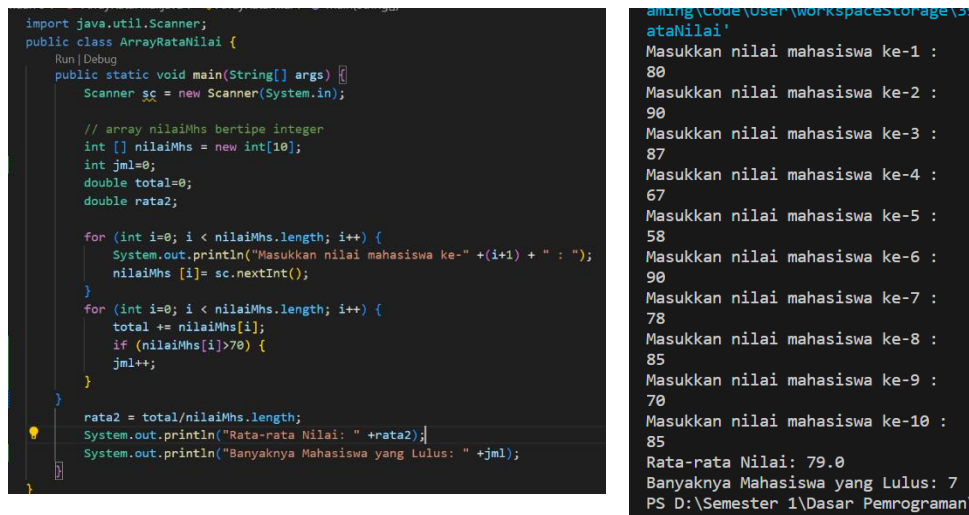 import java.util.Scanner;
public class ArrayRataNilai {
Run | Debug
public static void main(String[] args) {
Scanner sc = new Scanner(System.in);
// array nilaiMhs bertipe integer
int [] nilaiMhs = new int[10];
int jml=0;
double total=0;
double rata2;
for (int i=0; i < nilaiMhs.length; i++) {
System.out.println("Masukkan nilai mahasiswa ke-" +(i+1) + " : ");
nilaiMhs [i]= sc.nextInt();
}
for (int i=0; i < nilaiMhs.length; i++) {
total += nilaiMhs[i];
if (nilaiMhs[i]>70) {
jml++;
}
}
rata2 = total/nilaiMhs.length;
System.out.println("Rata-rata Nilai: " +rata2);
System.out.println("Banyaknya Mahasiswa yang Lulus: " +jml);
}
}
aming\Code\User\workspaceStorage\
ataNilai'
Masukkan nilai mahasiswa ke-1 :
80
Masukkan nilai mahasiswa ke-2 :
90
Masukkan nilai mahasiswa ke-3 :
87
Masukkan nilai mahasiswa ke-4 :
67
Masukkan nilai mahasiswa ke-5 :
58
Masukkan nilai mahasiswa ke-6 :
90
Masukkan nilai mahasiswa ke-7 :
78
Masukkan nilai mahasiswa ke-8 :
85
Masukkan nilai mahasiswa ke-9 :
70
Masukkan nilai mahasiswa ke-10 :
85
Rata-rata Nilai: 79.0
Banyaknya Mahasiswa yang Lulus: 7
PS D:\Semester 1\Dasar Pemrograman